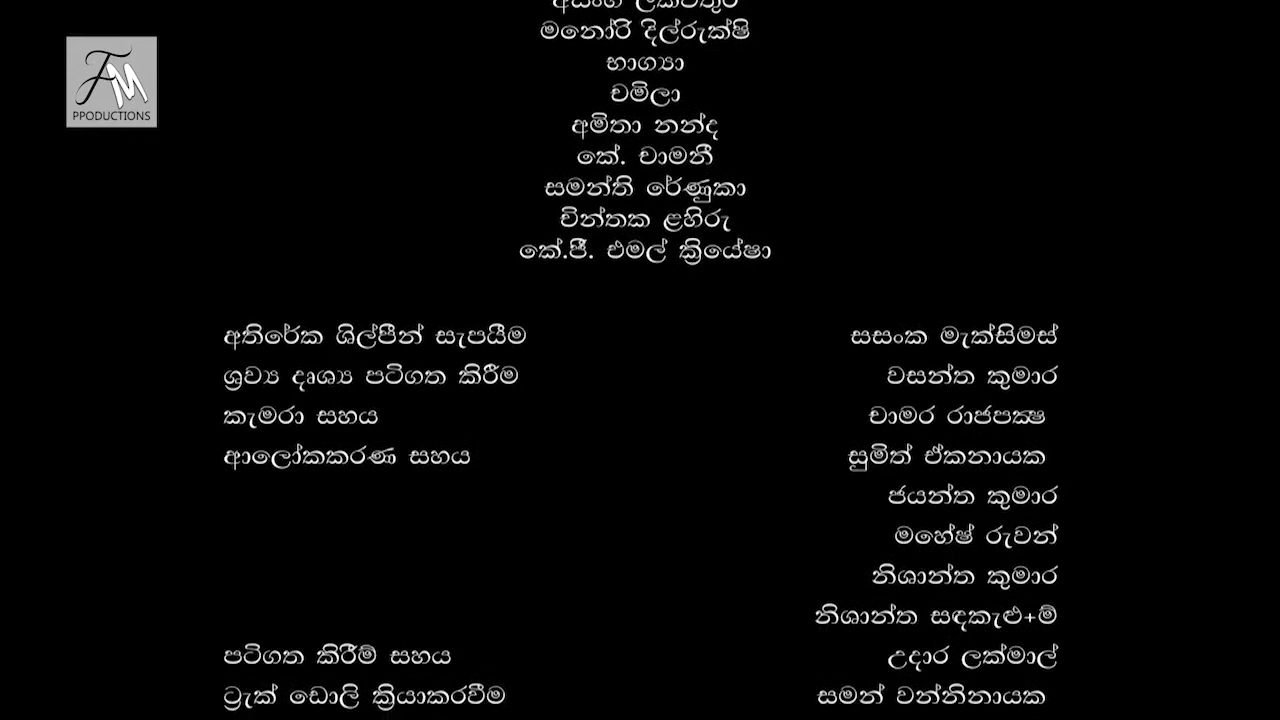 මනෝරි දිල්රුක්ෂි
FM
PPODUCTIONS
භාග්‍යා
චමිලා
අමිතා නන්ද
කේ. චාමනී
සමන්ති රේණුකා
චින්තක ළහිරු
කේ.ජී. එමල් ක්‍රියේෂා
අතිරේක ශිල්පීන් සැපයීම සසංක මැක්සිමස්
ශ්‍රව්‍ය දෘශ්‍ය පටිගත කිරීම වසන්ත කුමාර
කැමරා සහය චාමර රාජපක්‍ෂ
ආලෝකකරණ සහය සුමිත් ඒකනායක
ජයන්ත කුමාර
මහේෂ් රුවන්
නිශාන්ත කුමාර
නිශාන්ත සඳකැළු+ම්
පටිගත කිරීම් සහය උදාර ලක්මාල්
ට්‍රැක් ඩොලි ක්‍රියාකරවීම සමන් වන්නිනායක